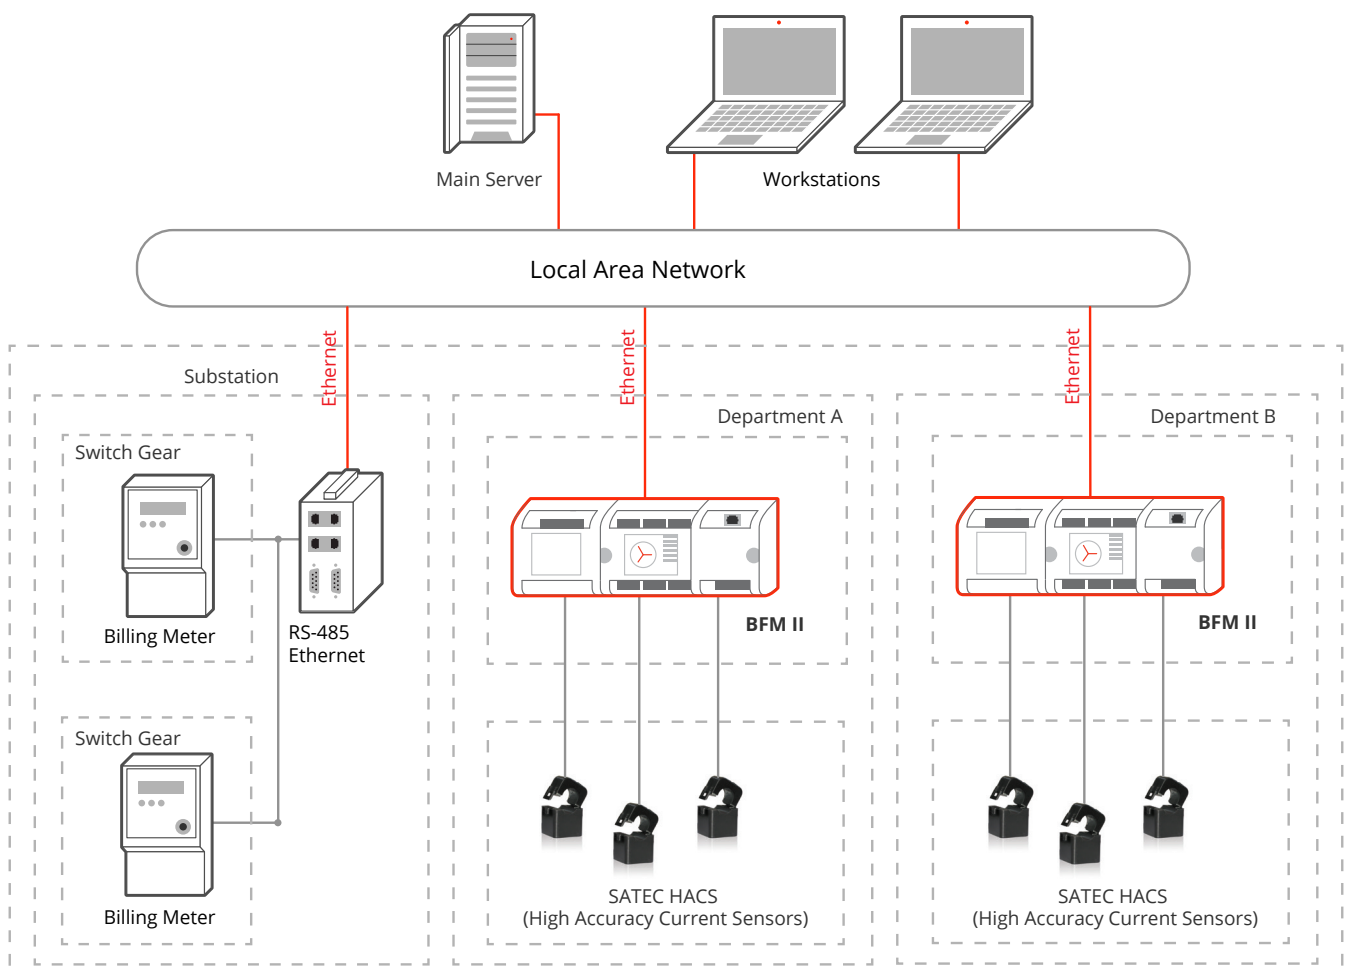 Main Server
Workstations
Local Area Network
Ethernet
Ethernet
Ethernet
Substation
Department A
Department B
Switch Gear
Billing Meter
RS-485
Ethernet
BFM II
BFM II
Switch Gear
Billing Meter
SATEC HACS
(High Accuracy Current Sensors)
SATEC HACS
(High Accuracy Current Sensors)